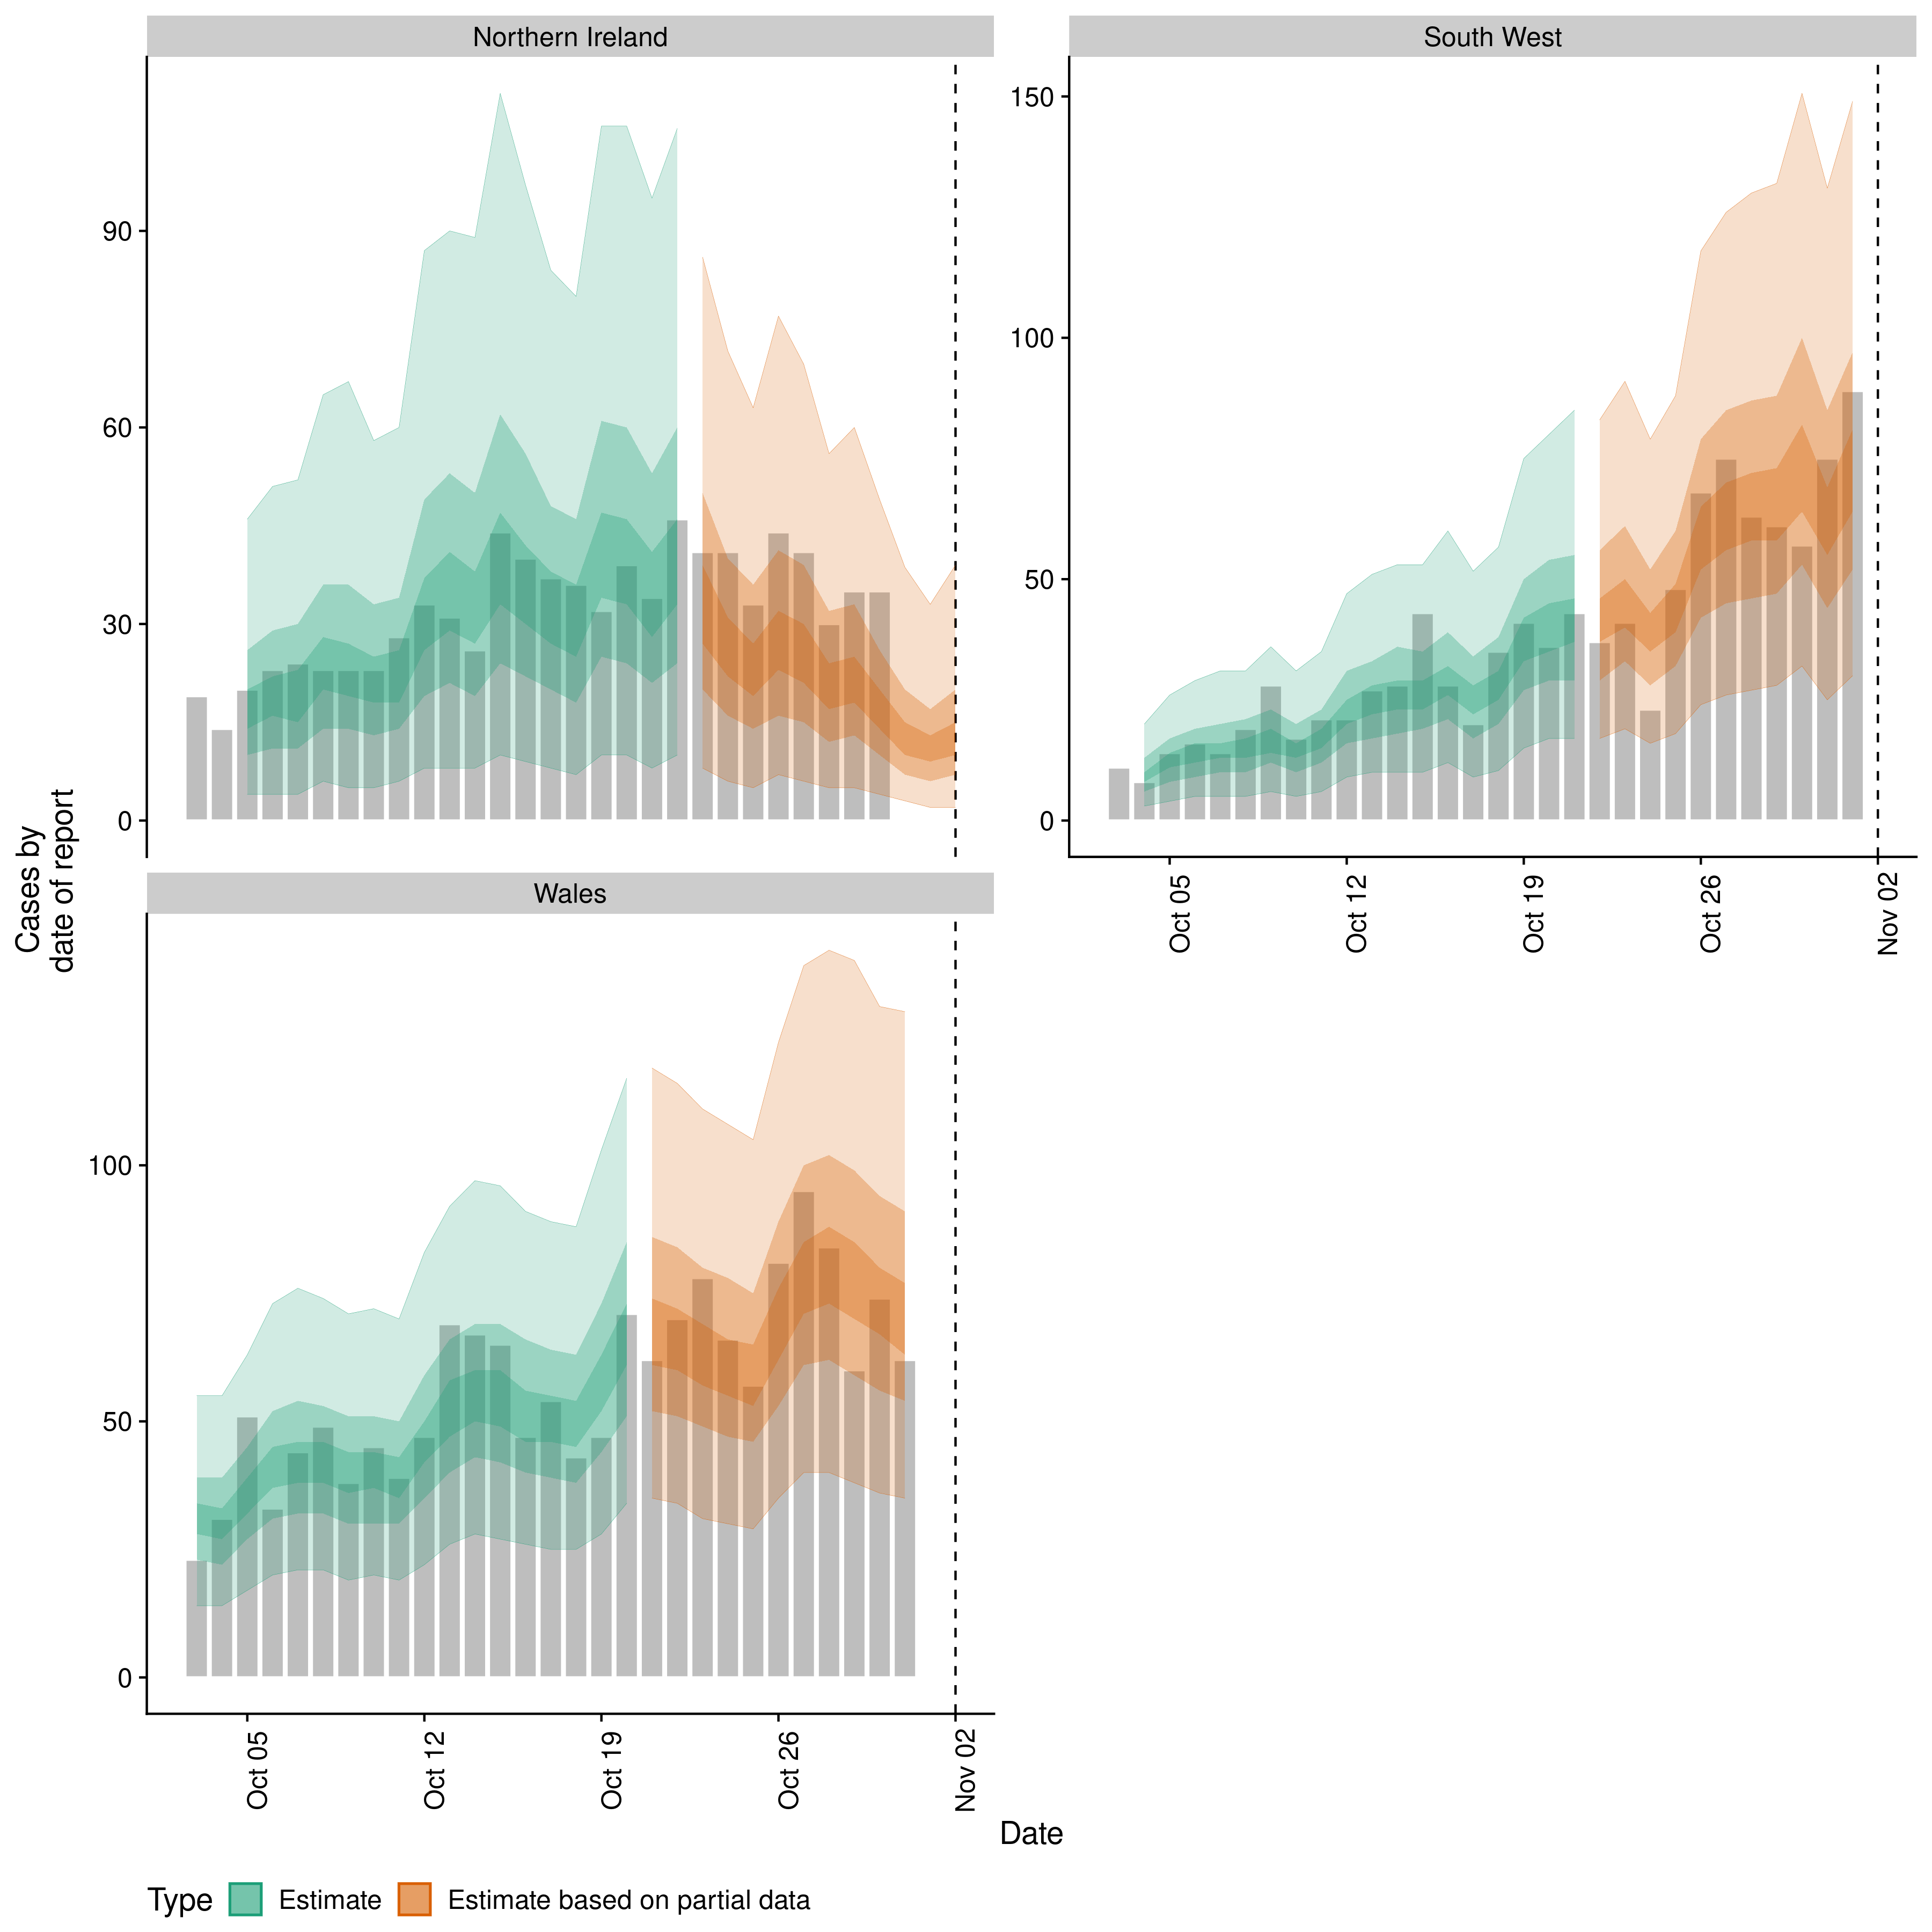 Northern Ireland
South West
Cases by
date of report
90
60
30
0
150
100
50
0
Oct 05
Oct 12
Oct 19
Oct 26
Nov 02
Wales
100
50
0
Oct 05
Oct 12
Oct 19
Oct 26
Nov 02
Date
Type Estimate Estimate based on partial data